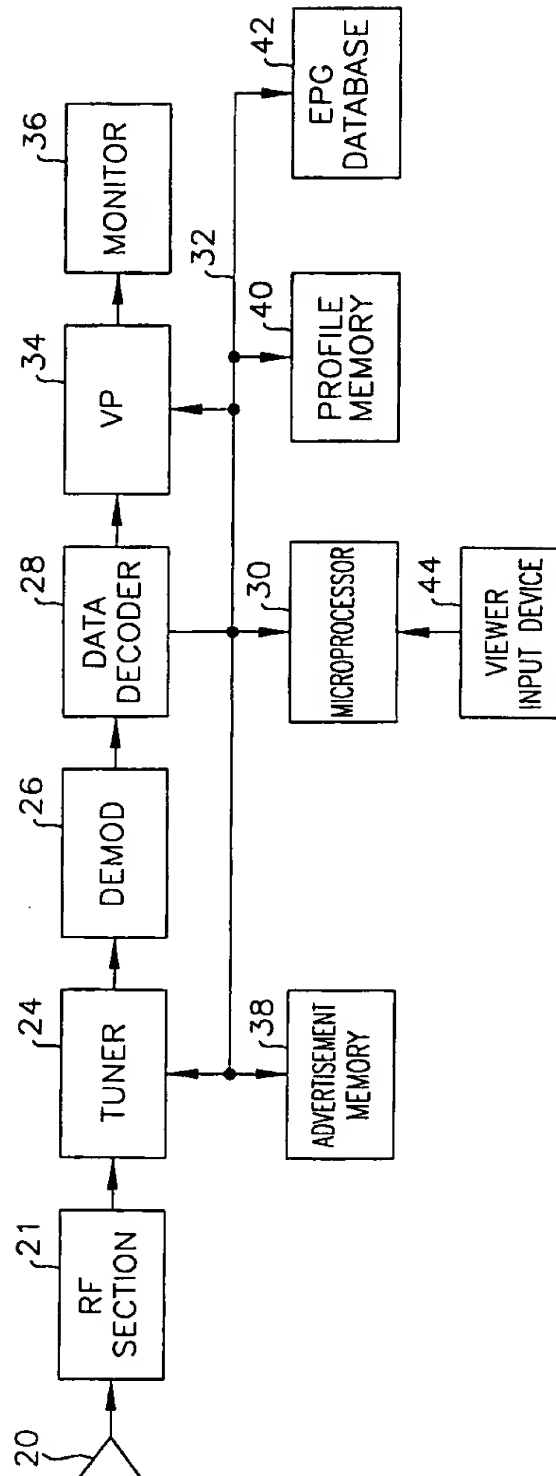 20
21
RF
SECTION
24
TUNER
26
DEMOD
28
DATA
DECODER
34
VP
36
MONITOR
32
38
ADVERTISEMENT
MEMORY
30
MICROPROCESSOR
40
PROFILE
MEMORY
42
EPG
DATABASE
44
VIEWER
INPUT DEVICE